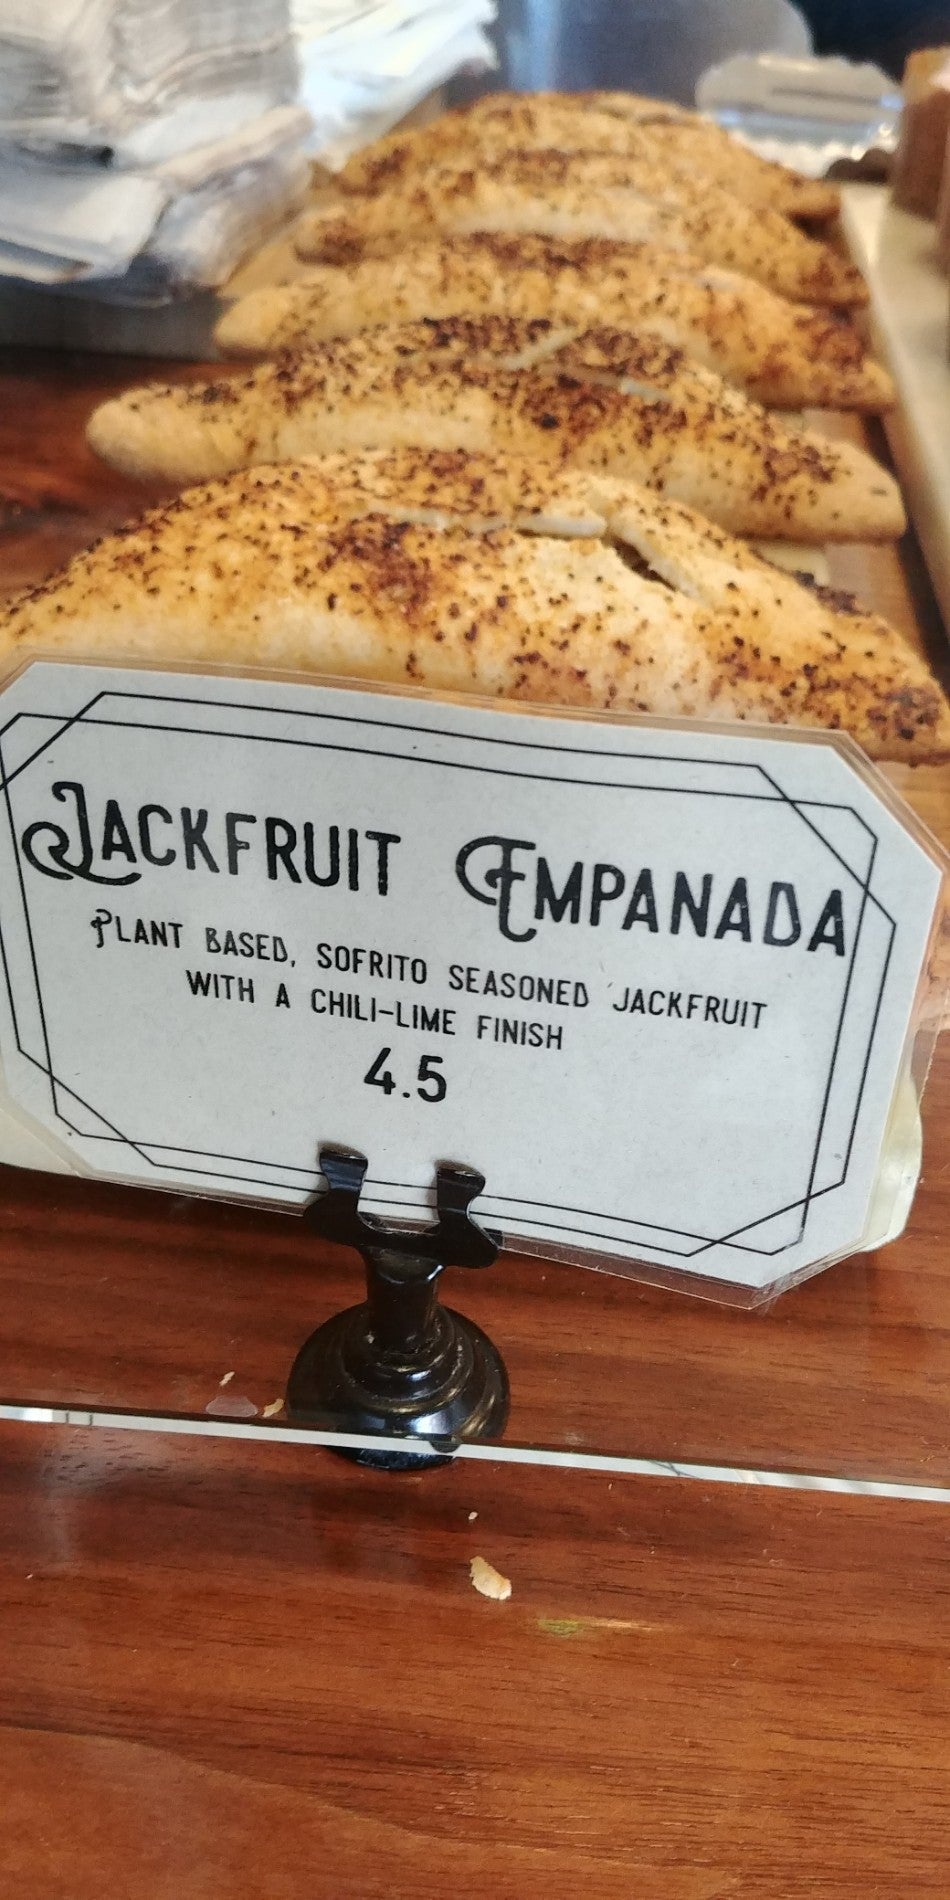 JACKFRUIT EMPANADA
PLANT BASED, SOFRITO SEASONED JACKFRUIT
WITH A CHILI-LIME FINISH
4.5